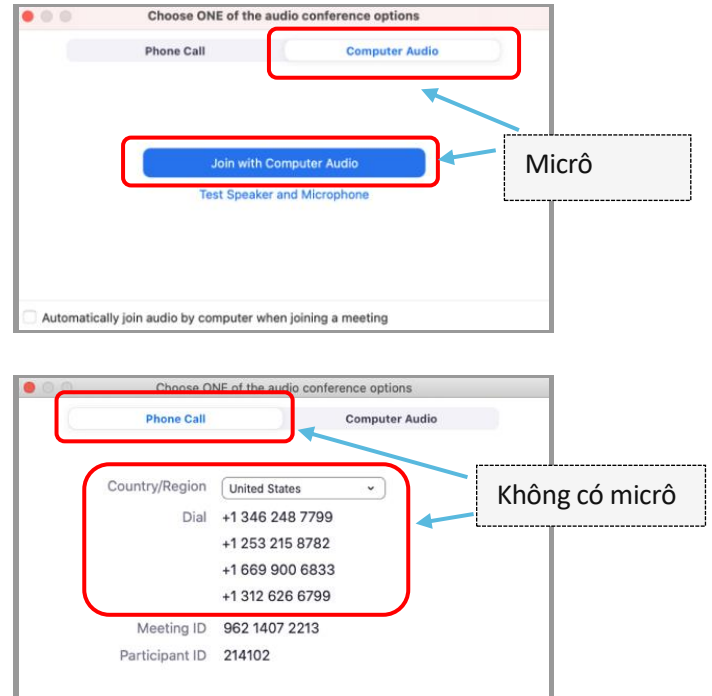 Choose ONE of the audio conference options
Phone Call Computer Audio
Join with Computer Audio
Micrô
Test Speaker and Microphone
Automatically join audio by computer when joining a meeting
Choose ONE of the audio conference options
Phone Call Computer Audio
Country/Region United States
Không có micrô
Dial +1 346 248 7799
+1 253 215 8782
+1 669 900 6833
+1 312 626 6799
Meeting ID 962 1407 2213
Participant ID 214102